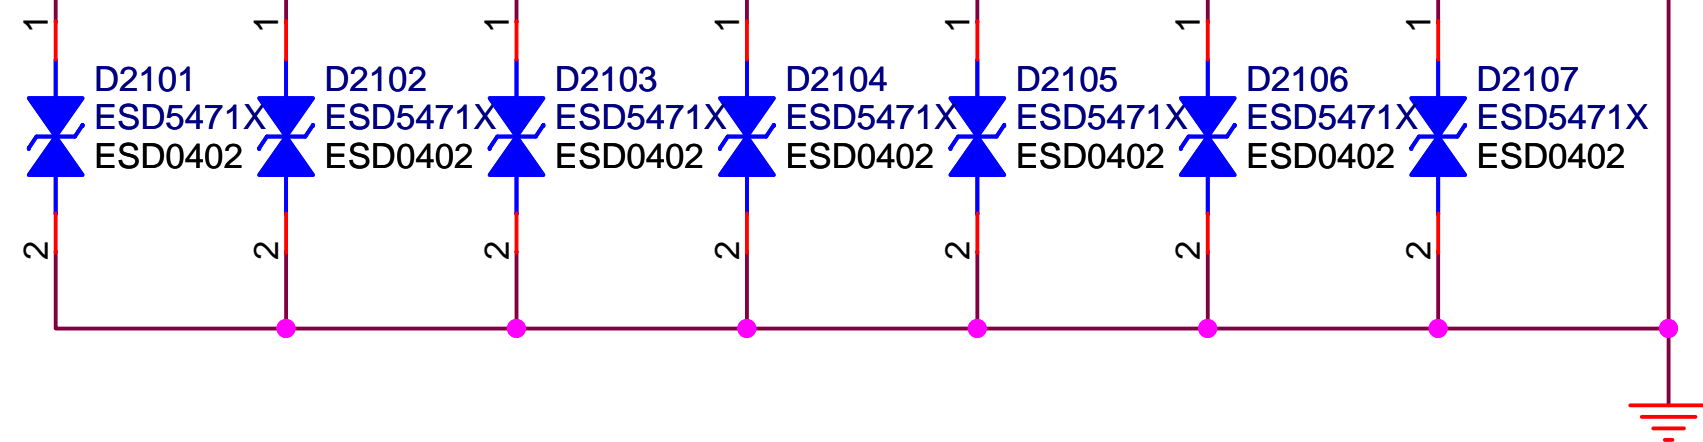 1 1 1 1 1 1 1
D2101 D2102 D2103 D2104 D2105 D2106 D2107
ESD5471X ESD5471X ESD5471X ESD5471X ESD5471X ESD5471X ESD5471X
ESD0402 ESD0402 ESD0402 ESD0402 ESD0402 ESD0402 ESD0402
2 2 2 2 2 2 2